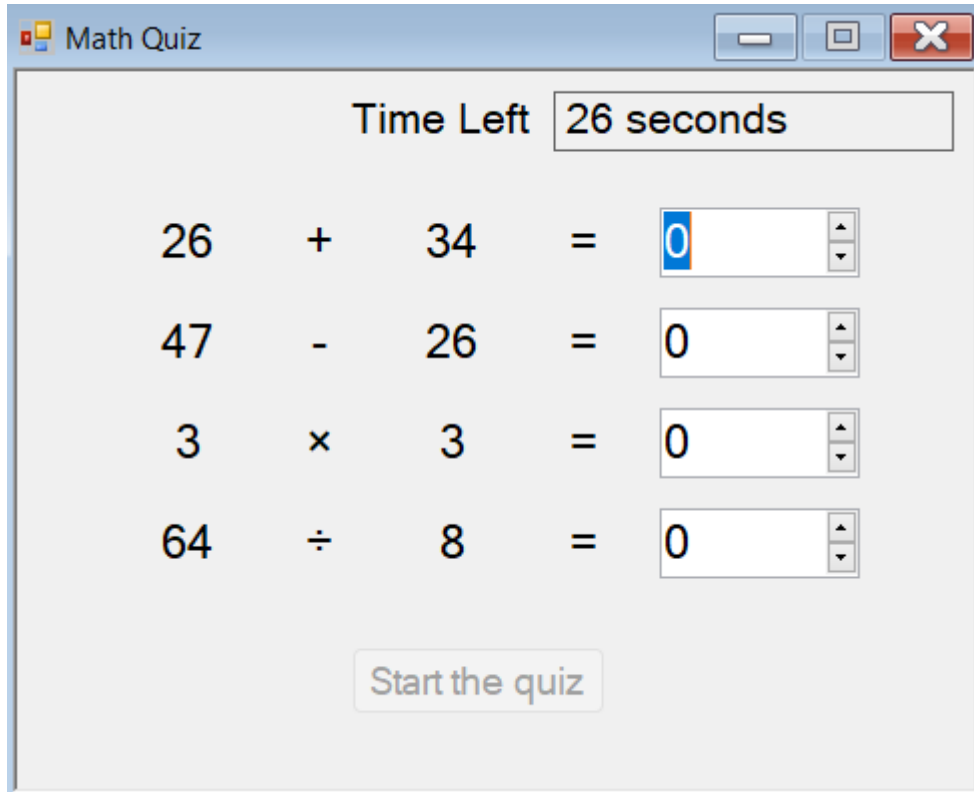 Math Quiz
Time Left 26 seconds
26 + 34 = 0
47 - 26 = 0
3 × 3 = 0
64 ÷ 8 = 0
Start the quiz